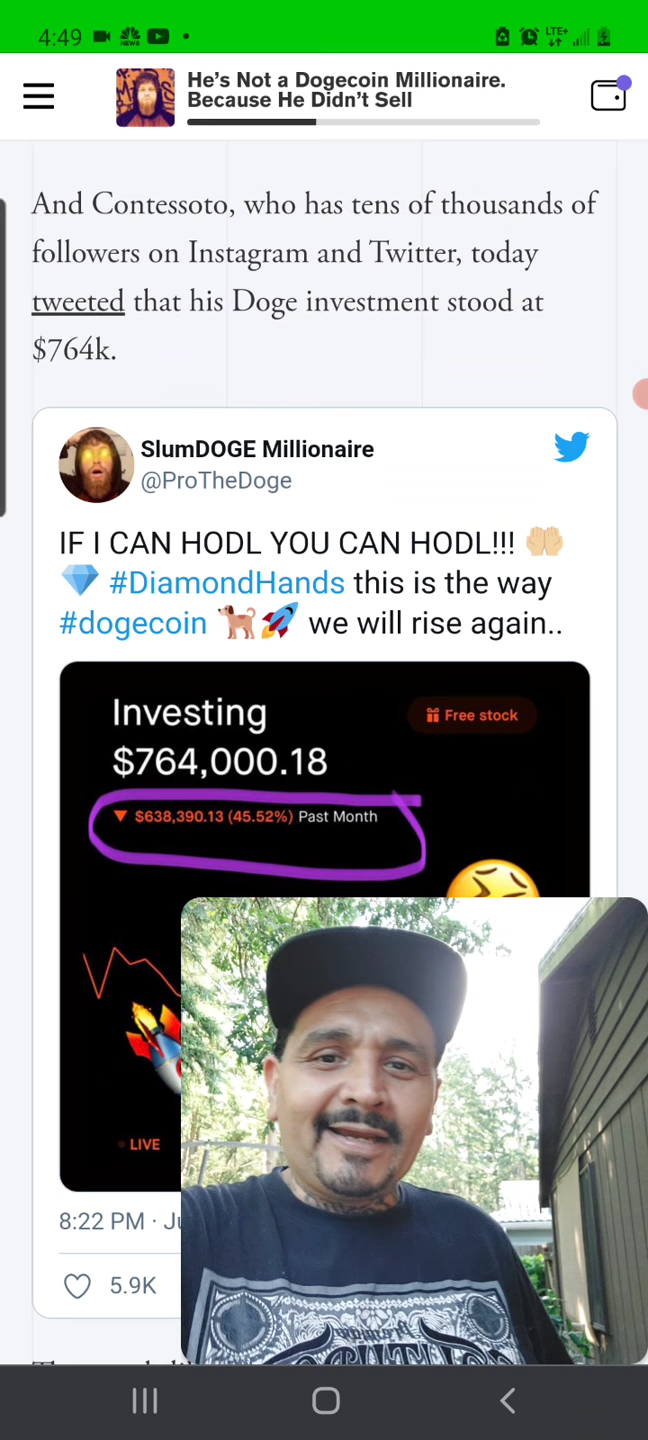 4:49
NEWS
LTE+
He's Not a Dogecoin Millionaire.
Because He Didn't Sell
And Contessoto, who has tens of thousands of
followers on Instagram and Twitter, today
tweeted that his Doge investment stood at
$764k.
SlumDOGE Millionaire
@ProTheDoge
IF I CAN HODL YOU CAN HODL!!! 🤲🏼
💎 #DiamondHands this is the way
#dogecoin 🐕🚀 we will rise again..
Investing
Free stock
$764,000.18
▼ $638,390.13 (45.52%) Past Month
LIVE
8:22 PM ·
5.9K